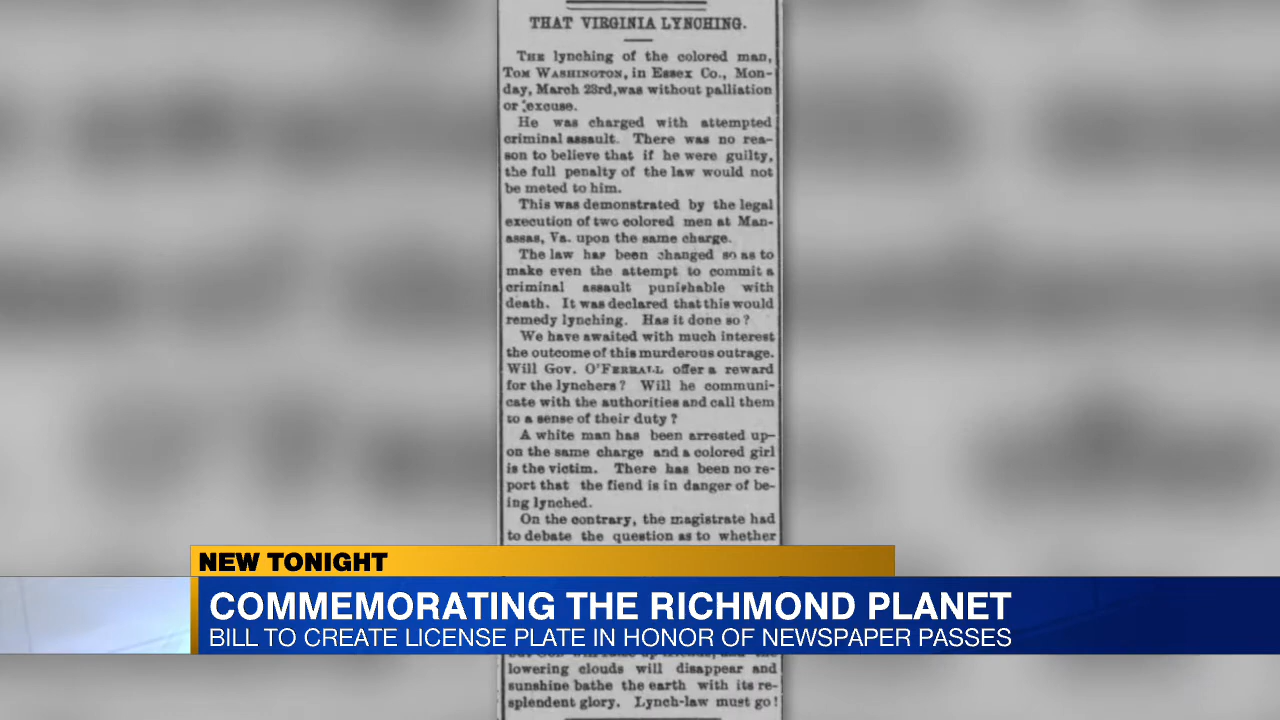 THAT VIRGINIA LYNCHING.
THE lynching of the colored man,
TOM WASHINGTON, in Essex Co., Mon-
day, March 23rd,was without palliation
or excuse.
He was charged with attempted
criminal assault. There was no rea-
son to believe that if he were guilty,
the full penalty of the law would not
be meted to him.
This was demonstrated by the legal
execution of two colored men at Man-
assas, Va. upon the same charge.
The law has been changed so as to
make even the attempt to commit a
criminal assault punishable with
death. It was declared that this would
remedy lynching. Has it done so?
We have awaited with much interest
the outcome of this murderous outrage.
Will Gov. O'FERRALL offer a reward
for the lynchers? Will he communi-
cate with the authorities and call them
to a sense of their duty?
A white man has been arrested up-
on the same charge and a colored girl
is the victim. There has been no re-
port that the fiend is in danger of be-
ing lynched.
On the contrary, the magistrate had
to debate the question as to whether
NEW TONIGHT
COMMEMORATING THE RICHMOND PLANET
BILL TO CREATE LICENSE PLATE IN HONOR OF NEWSPAPER PASSES
lowering clouds will disappear and
sunshine bathe the earth with its re-
splendent glory. Lynch-law must go!